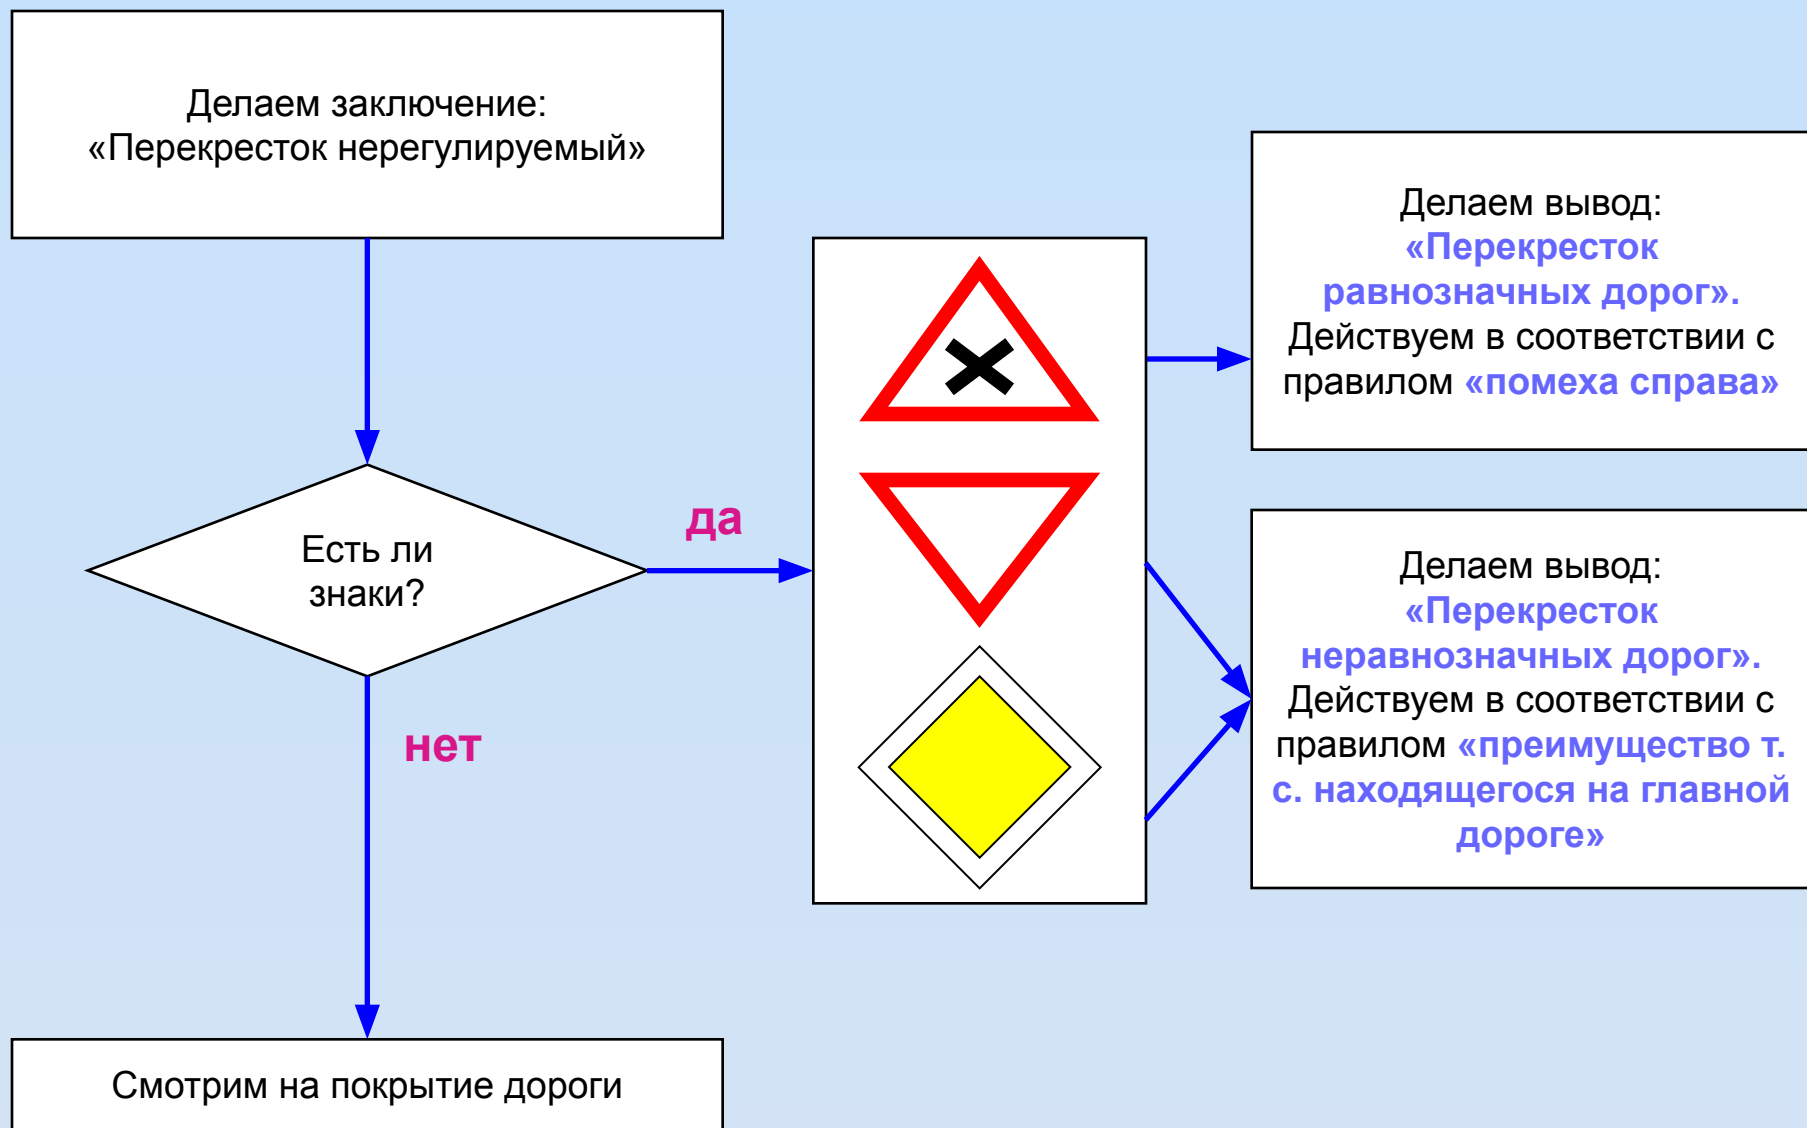 Делаем заключение:
«Перекресток нерегулируемый»
Есть ли
знаки?
да
нет
Делаем вывод:
«Перекресток
равнозначных дорог».
Действуем в соответствии с
правилом «помеха справа»
Делаем вывод:
«Перекресток
неравнозначных дорог».
Действуем в соответствии с
правилом «преимущество т.
с. находящегося на главной
дороге»
Смотрим на покрытие дороги